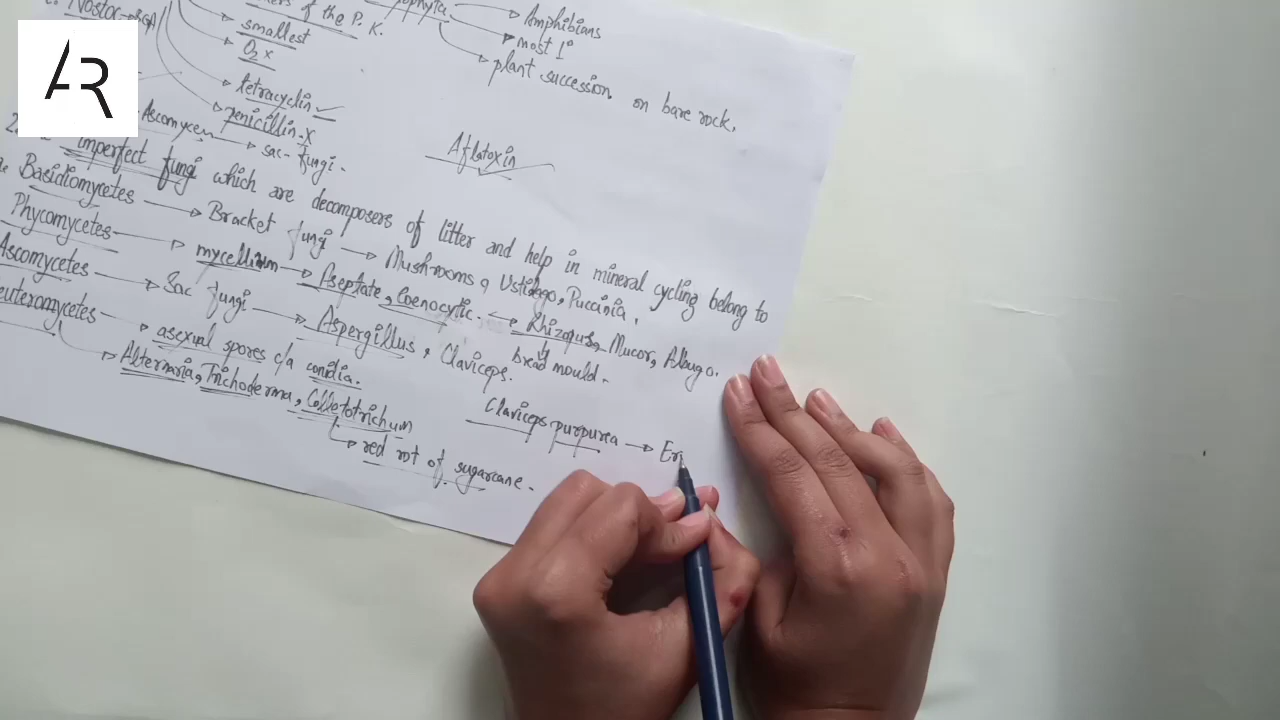 AR
Nostoc
of the P. K.
smallest
O2 x
tetracyclin
penicillin-x
Amphibians
most 1°
plant succession on bare rock.
Ascomycen → sac-fungi.
Aflatoxin
imperfect fungi which are decomposers of litter and help in mineral cycling belong to
Basidiomycetes → Bracket fungi → Mushrooms, Ustilago, Puccinia.
Phycomycetes → mycellium → Aseptate, Coenocytic. ↔ Rhizopus, Mucor, Albugo.
bread mould.
Ascomycetes → Sac fungi → Aspergillus, Claviceps.
euteromycetes → asexual spores c/a conidia.
Alternaria, Trichoderma, Colletotrichum
red rot of sugarcane.
Claviceps purpurea → Erg